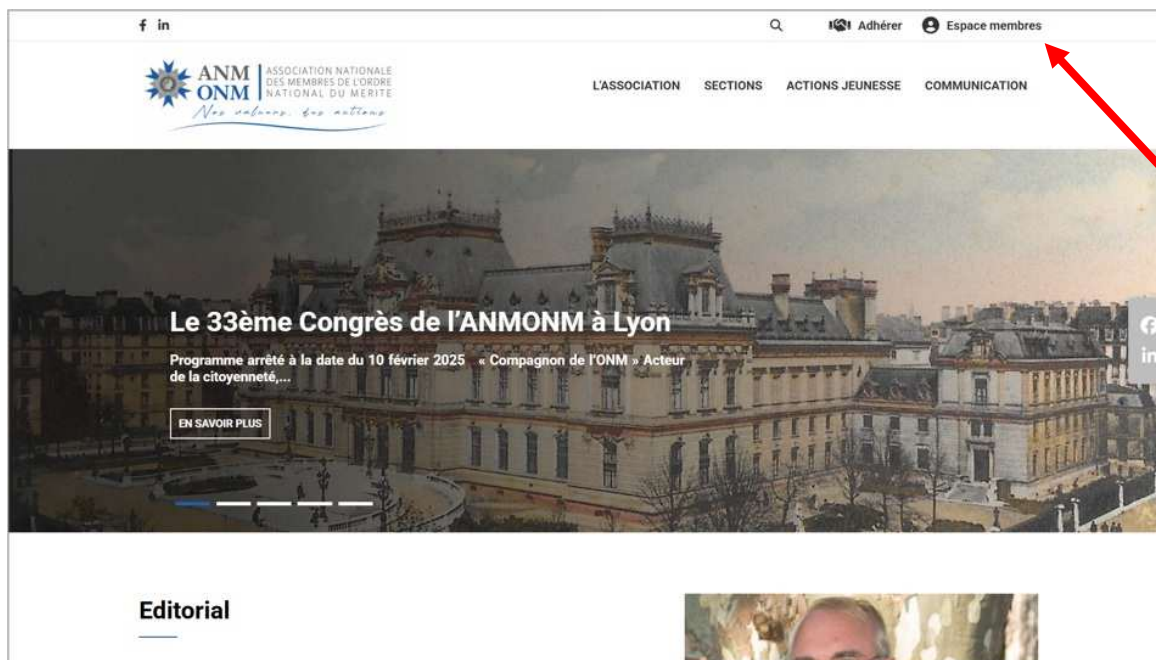 f in
Adhérer
Espace membres
ANM
ONM
ASSOCIATION NATIONALE
DES MEMBRES DE L'ORDRE
NATIONAL DU MERITE
Nos valeurs, des actions
L'ASSOCIATION
SECTIONS
ACTIONS JEUNESSE
COMMUNICATION
Le 33ème Congrès de l'ANMONM à Lyon
Programme arrêté à la date du 10 février 2025 « Compagnon de l'ONM » Acteur
de la citoyenneté,...
EN SAVOIR PLUS
in
Editorial